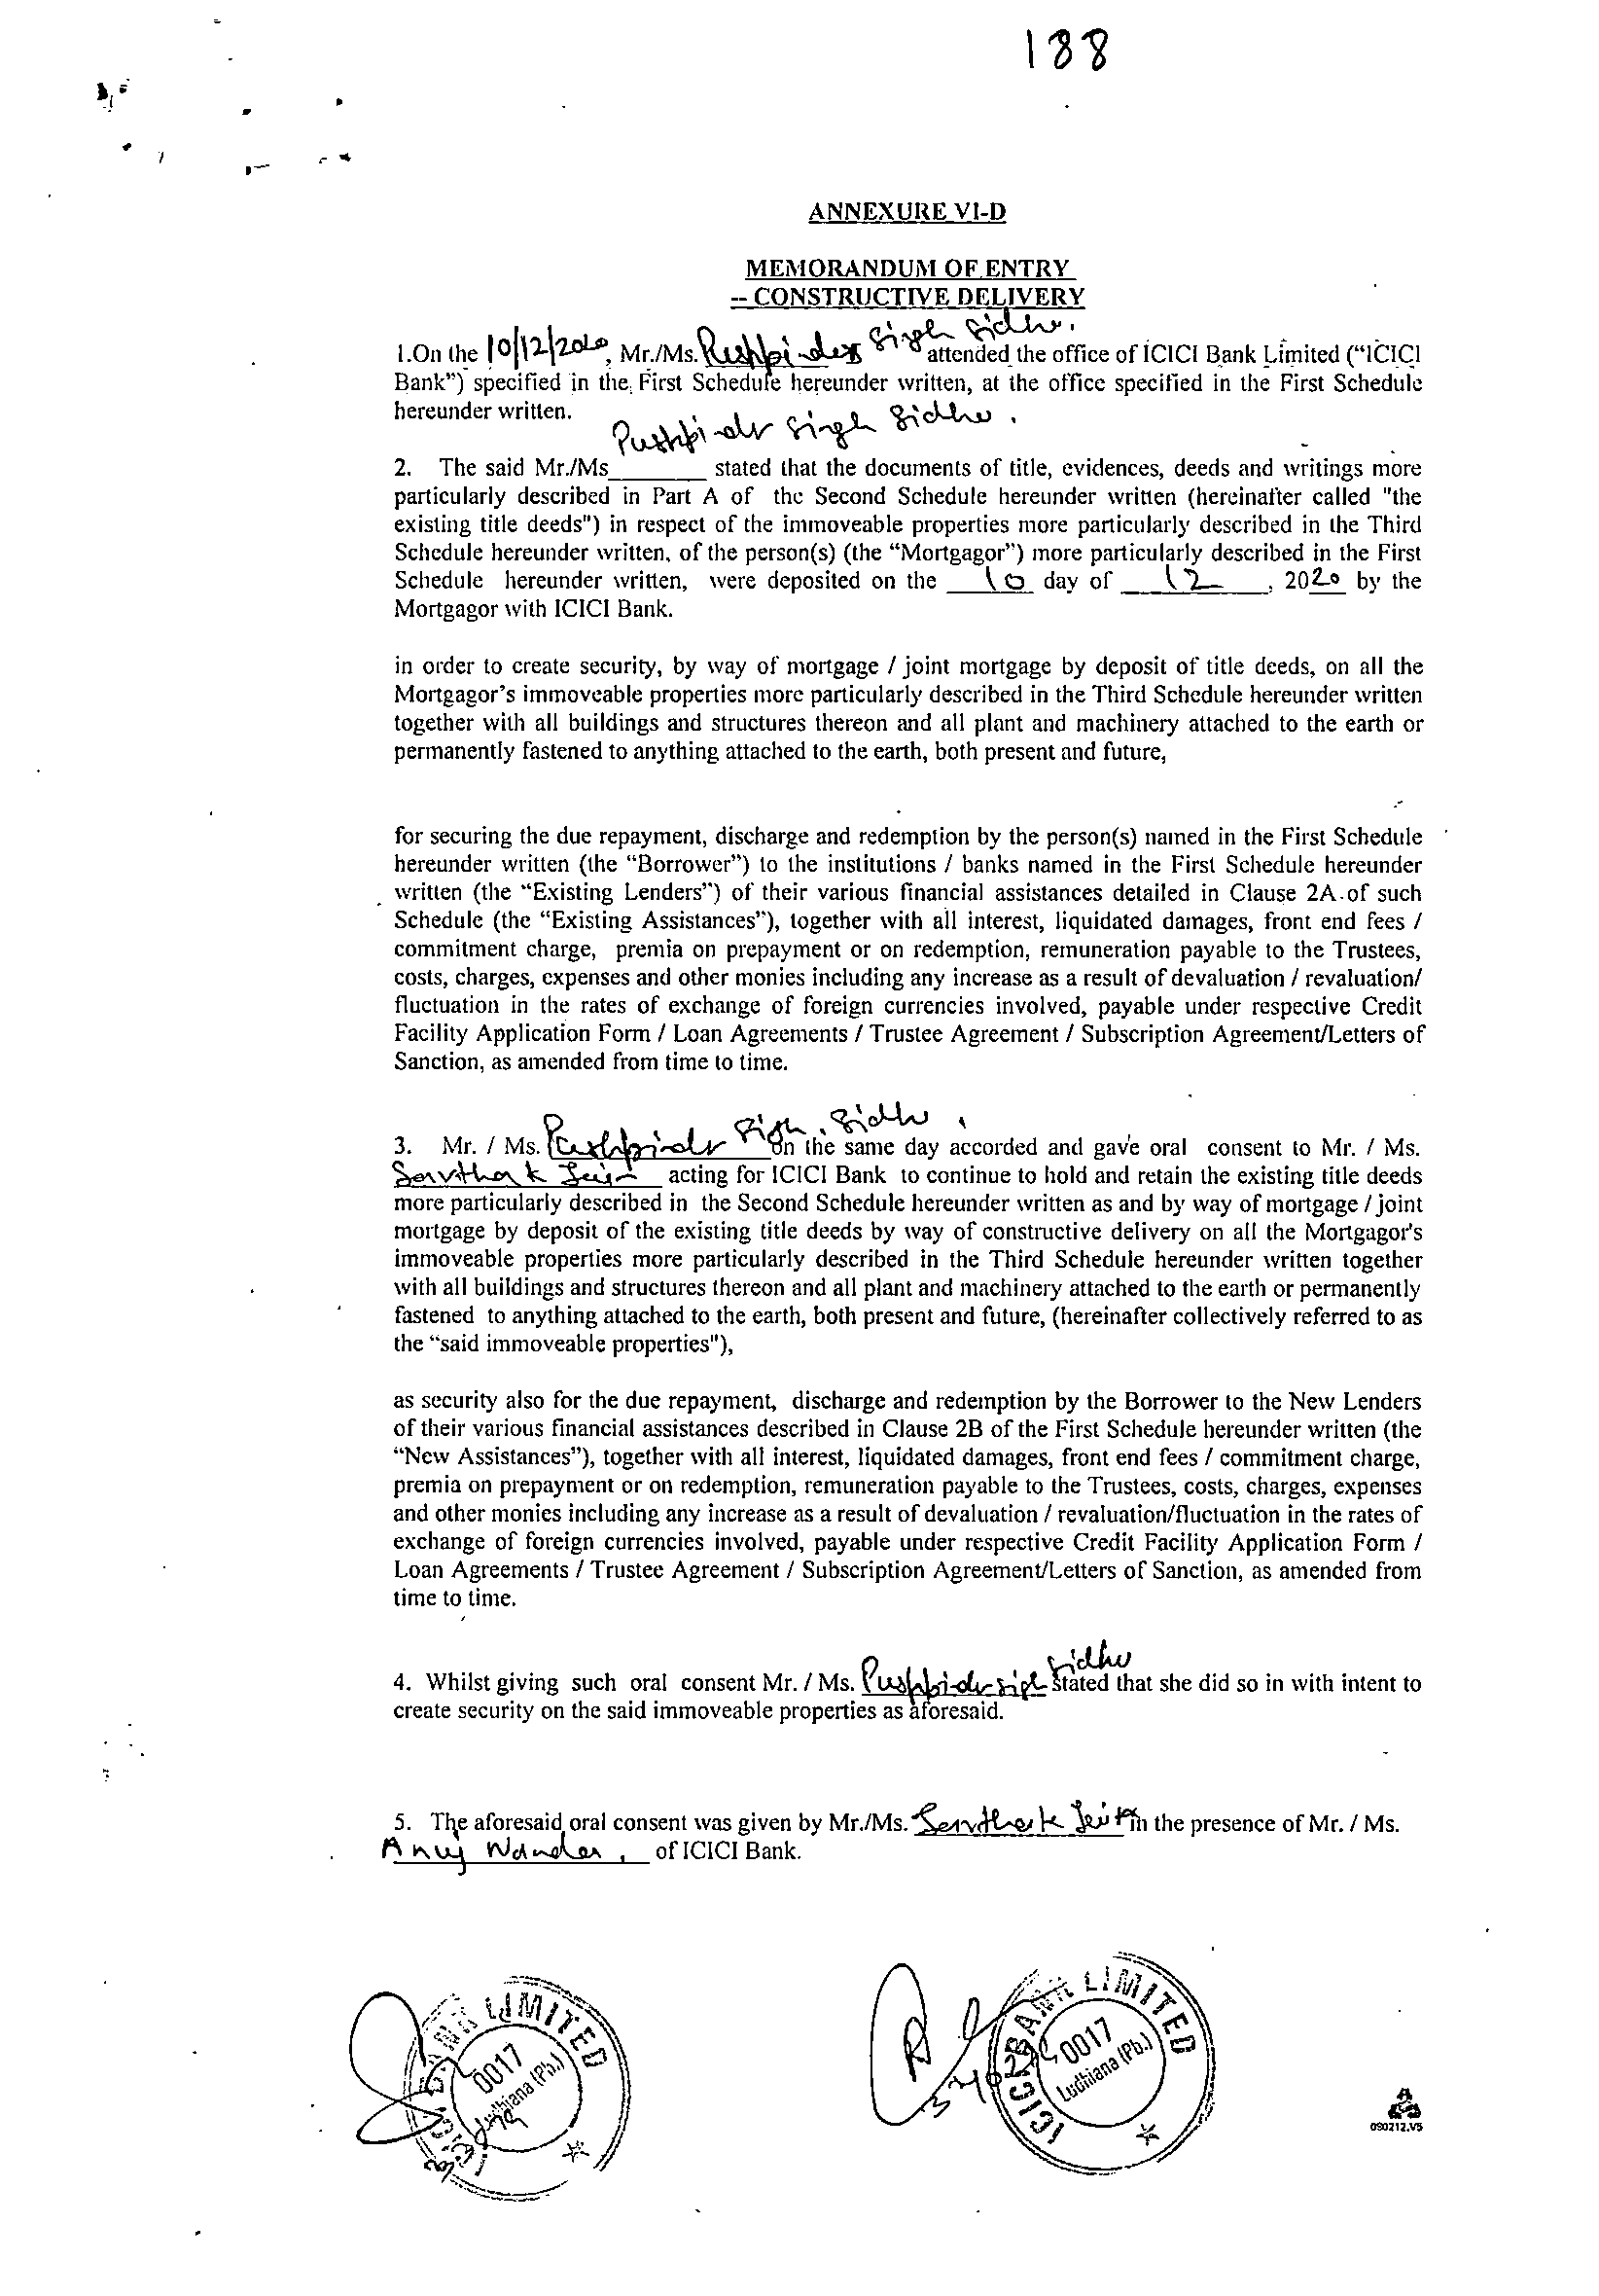 188
ANNEXURE VI-D
MEMORANDUM OF ENTRY
-- CONSTRUCTIVE DELIVERY
1.On the 10/12/2020, Mr./Ms. Pushpinder Singh Sidhu. attended the office of ICICI Bank Limited (“ICICI
Bank”) specified in the First Schedule hereunder written, at the office specified in the First Schedule
hereunder written.
Pushpinder Singh Sidhu.
2. The said Mr./Ms________ stated that the documents of title, evidences, deeds and writings more
particularly described in Part A of the Second Schedule hereunder written (hereinafter called "the
existing title deeds") in respect of the immoveable properties more particularly described in the Third
Schedule hereunder written, of the person(s) (the “Mortgagor”) more particularly described in the First
Schedule hereunder written, were deposited on the 10 day of 12, 2020 by the
Mortgagor with ICICI Bank.
in order to create security, by way of mortgage / joint mortgage by deposit of title deeds, on all the
Mortgagor’s immoveable properties more particularly described in the Third Schedule hereunder written
together with all buildings and structures thereon and all plant and machinery attached to the earth or
permanently fastened to anything attached to the earth, both present and future,
for securing the due repayment, discharge and redemption by the person(s) named in the First Schedule
hereunder written (the “Borrower”) to the institutions / banks named in the First Schedule hereunder
written (the “Existing Lenders”) of their various financial assistances detailed in Clause 2A of such
Schedule (the “Existing Assistances”), together with all interest, liquidated damages, front end fees /
commitment charge, premia on prepayment or on redemption, remuneration payable to the Trustees,
costs, charges, expenses and other monies including any increase as a result of devaluation / revaluation/
fluctuation in the rates of exchange of foreign currencies involved, payable under respective Credit
Facility Application Form / Loan Agreements / Trustee Agreement / Subscription Agreement/Letters of
Sanction, as amended from time to time.
3. Mr. / Ms. Pushpinder Singh Sidhu, on the same day accorded and gave oral consent to Mr. / Ms.
Sarvthak Jain acting for ICICI Bank to continue to hold and retain the existing title deeds
more particularly described in the Second Schedule hereunder written as and by way of mortgage / joint
mortgage by deposit of the existing title deeds by way of constructive delivery on all the Mortgagor's
immoveable properties more particularly described in the Third Schedule hereunder written together
with all buildings and structures thereon and all plant and machinery attached to the earth or permanently
fastened to anything attached to the earth, both present and future, (hereinafter collectively referred to as
the “said immoveable properties"),
as security also for the due repayment, discharge and redemption by the Borrower to the New Lenders
of their various financial assistances described in Clause 2B of the First Schedule hereunder written (the
“New Assistances”), together with all interest, liquidated damages, front end fees / commitment charge,
premia on prepayment or on redemption, remuneration payable to the Trustees, costs, charges, expenses
and other monies including any increase as a result of devaluation / revaluation/fluctuation in the rates of
exchange of foreign currencies involved, payable under respective Credit Facility Application Form /
Loan Agreements / Trustee Agreement / Subscription Agreement/Letters of Sanction, as amended from
time to time.
4. Whilst giving such oral consent Mr. / Ms. Pushpinder Singh Sidhu stated that she did so in with intent to
create security on the said immoveable properties as aforesaid.
5. The aforesaid oral consent was given by Mr./Ms. Sarvthak Jain in the presence of Mr. / Ms.
Anuj , of ICICI Bank.
LIMITED
0017
Ludhiana (Pb.)
ICICI BANK LIMITED
0017
Ludhiana (Pb.)
090212.V5